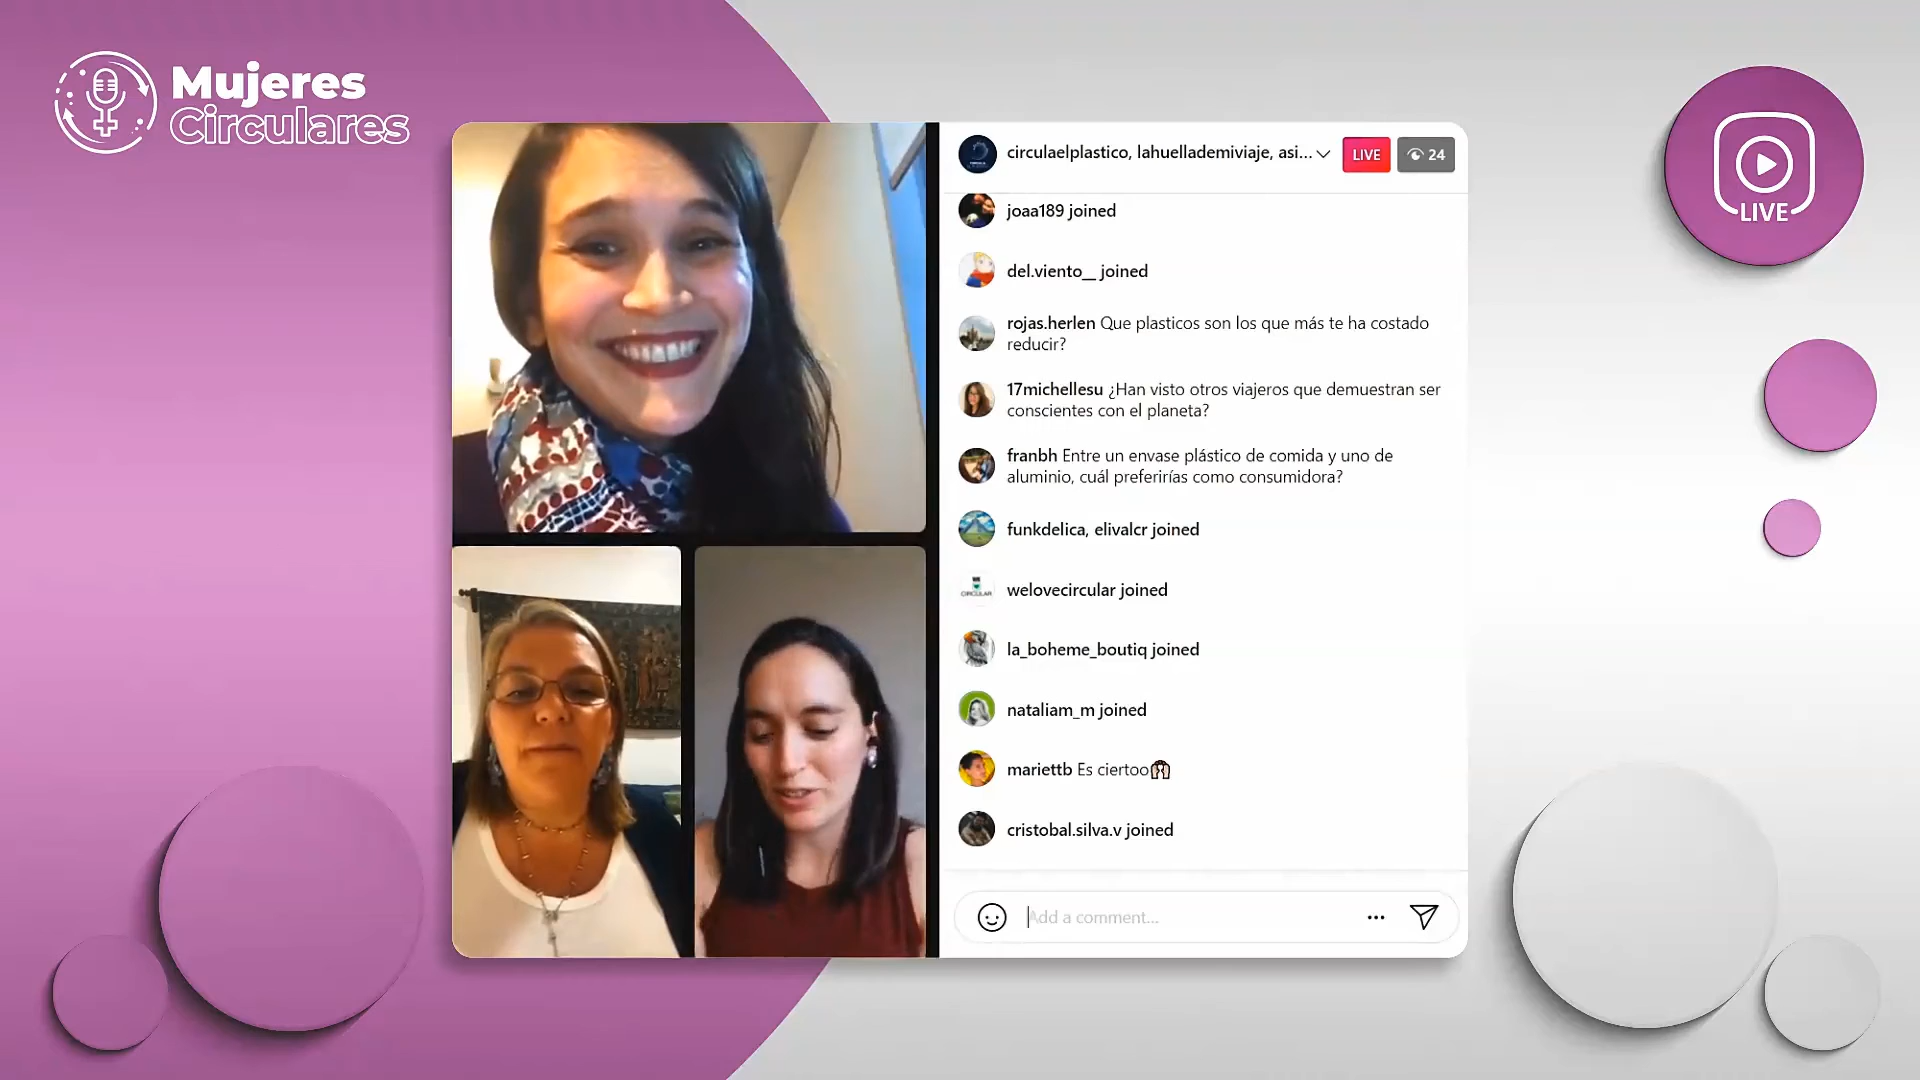 Mujeres
Circulares
circulaelplastico, lahuellademiviaje, asi...
LIVE
24
LIVE
joaa189 joined
del.viento__ joined
rojas.herlen Que plasticos son los que más te ha costado
reducir?
17michellesu ¿Han visto otros viajeros que demuestran ser
conscientes con el planeta?
franbh Entre un envase plástico de comida y uno de
aluminio, cuál preferirías como consumidora?
funkdelica, elivalcr joined
CIRCULAR
welovecircular joined
la_boheme_boutiq joined
nataliam_m joined
mariettb Es ciertoo
cristobal.silva.v joined
Add a comment...